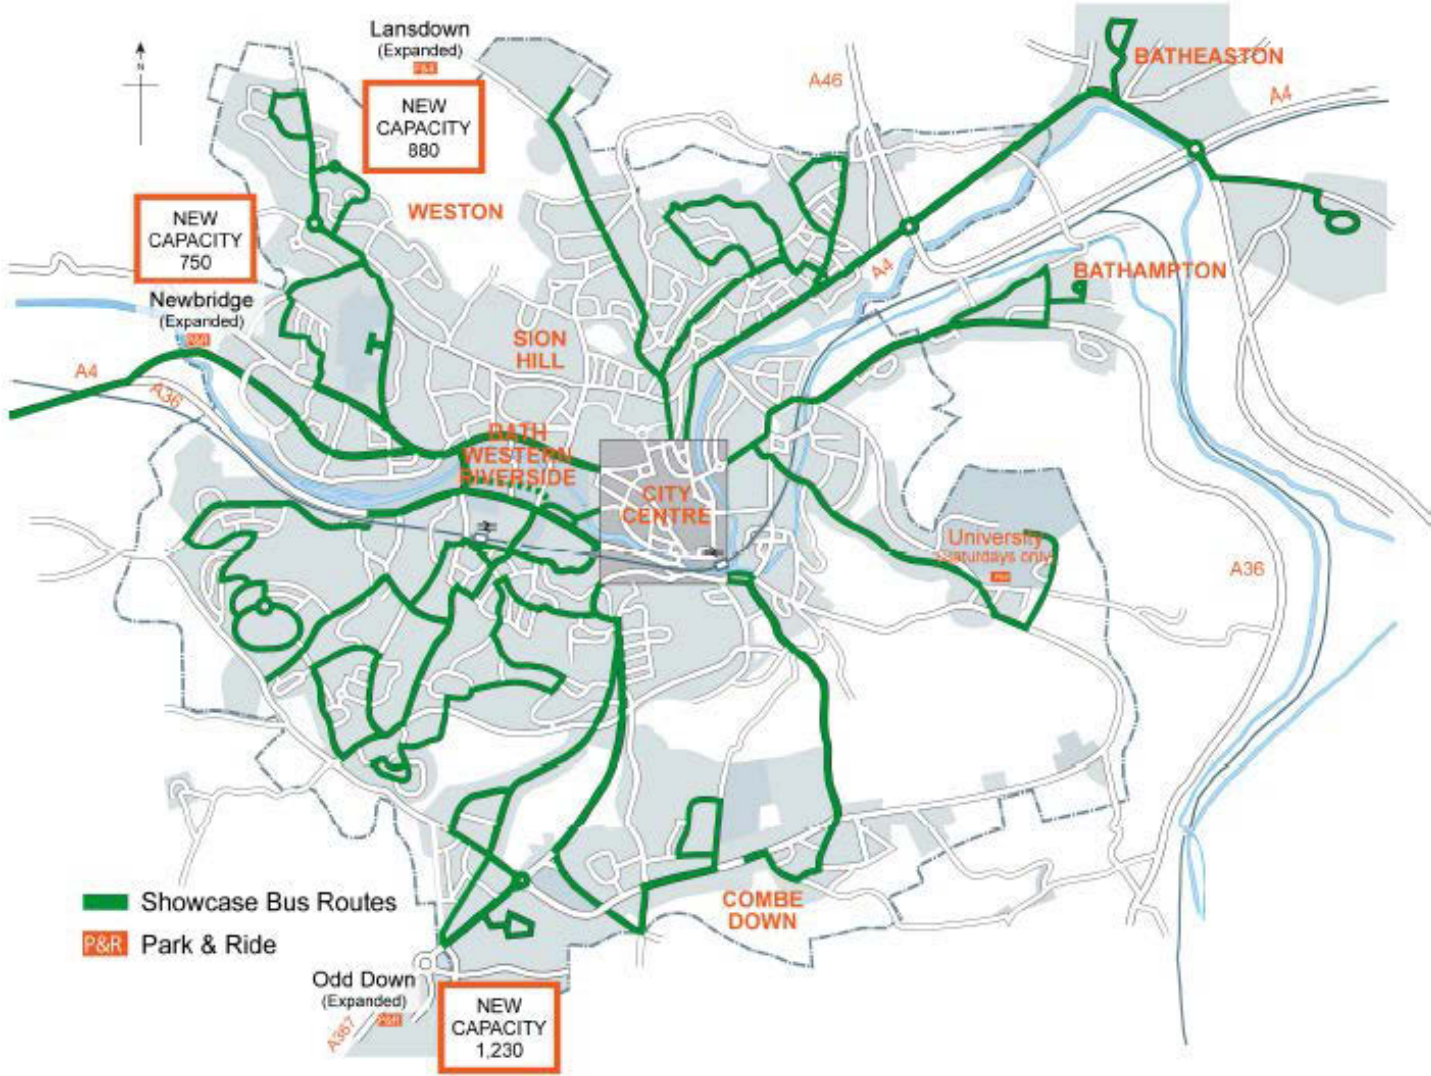 Lansdown
(Expanded)
P&R
NEW
CAPACITY
880
N
A46
BATHEASTON
A4
WESTON
NEW
CAPACITY
750
Newbridge
(Expanded)
P&R
A4
BATHAMPTON
SION
HILL
A4
A36
BATH
WESTERN
RIVERSIDE
CITY
CENTRE
University
(Saturdays only)
P&R
A36
COMBE
DOWN
Showcase Bus Routes
P&R Park & Ride
Odd Down
(Expanded)
P&R
A367
NEW
CAPACITY
1,230